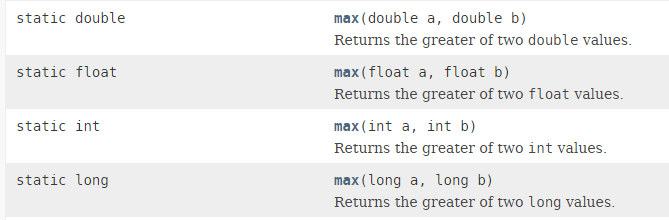 static double max(double a, double b)
Returns the greater of two double values.
static float max(float a, float b)
Returns the greater of two float values.
static int max(int a, int b)
Returns the greater of two int values.
static long max(long a, long b)
Returns the greater of two long values.